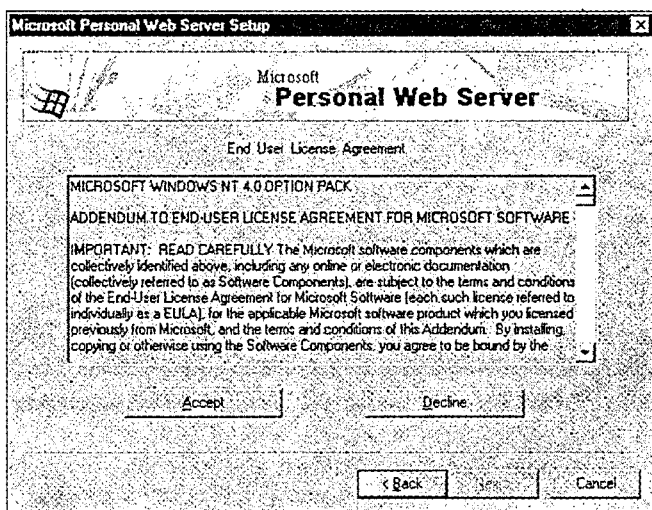 Microsoft Personal Web Server Setup
Microsoft
Personal Web Server
End User License Agreement
MICROSOFT WINDOWS NT 4.0 OPTION PACK
ADDENDUM TO END-USER LICENSE AGREEMENT FOR MICROSOFT SOFTWARE
IMPORTANT: READ CAREFULLY The Microsoft software components which are
collectively identified above, including any online or electronic documentation
(collectively referred to as Software Components), are subject to the terms and conditions
of the End-User License Agreement for Microsoft Software (each such license referred to
individually as a EULA), for the applicable Microsoft software product which you licensed
previously from Microsoft, and the terms and conditions of this Addendum. By installing,
copying or otherwise using the Software Components, you agree to be bound by the
Accept
Decline
< Back
Next >
Cancel